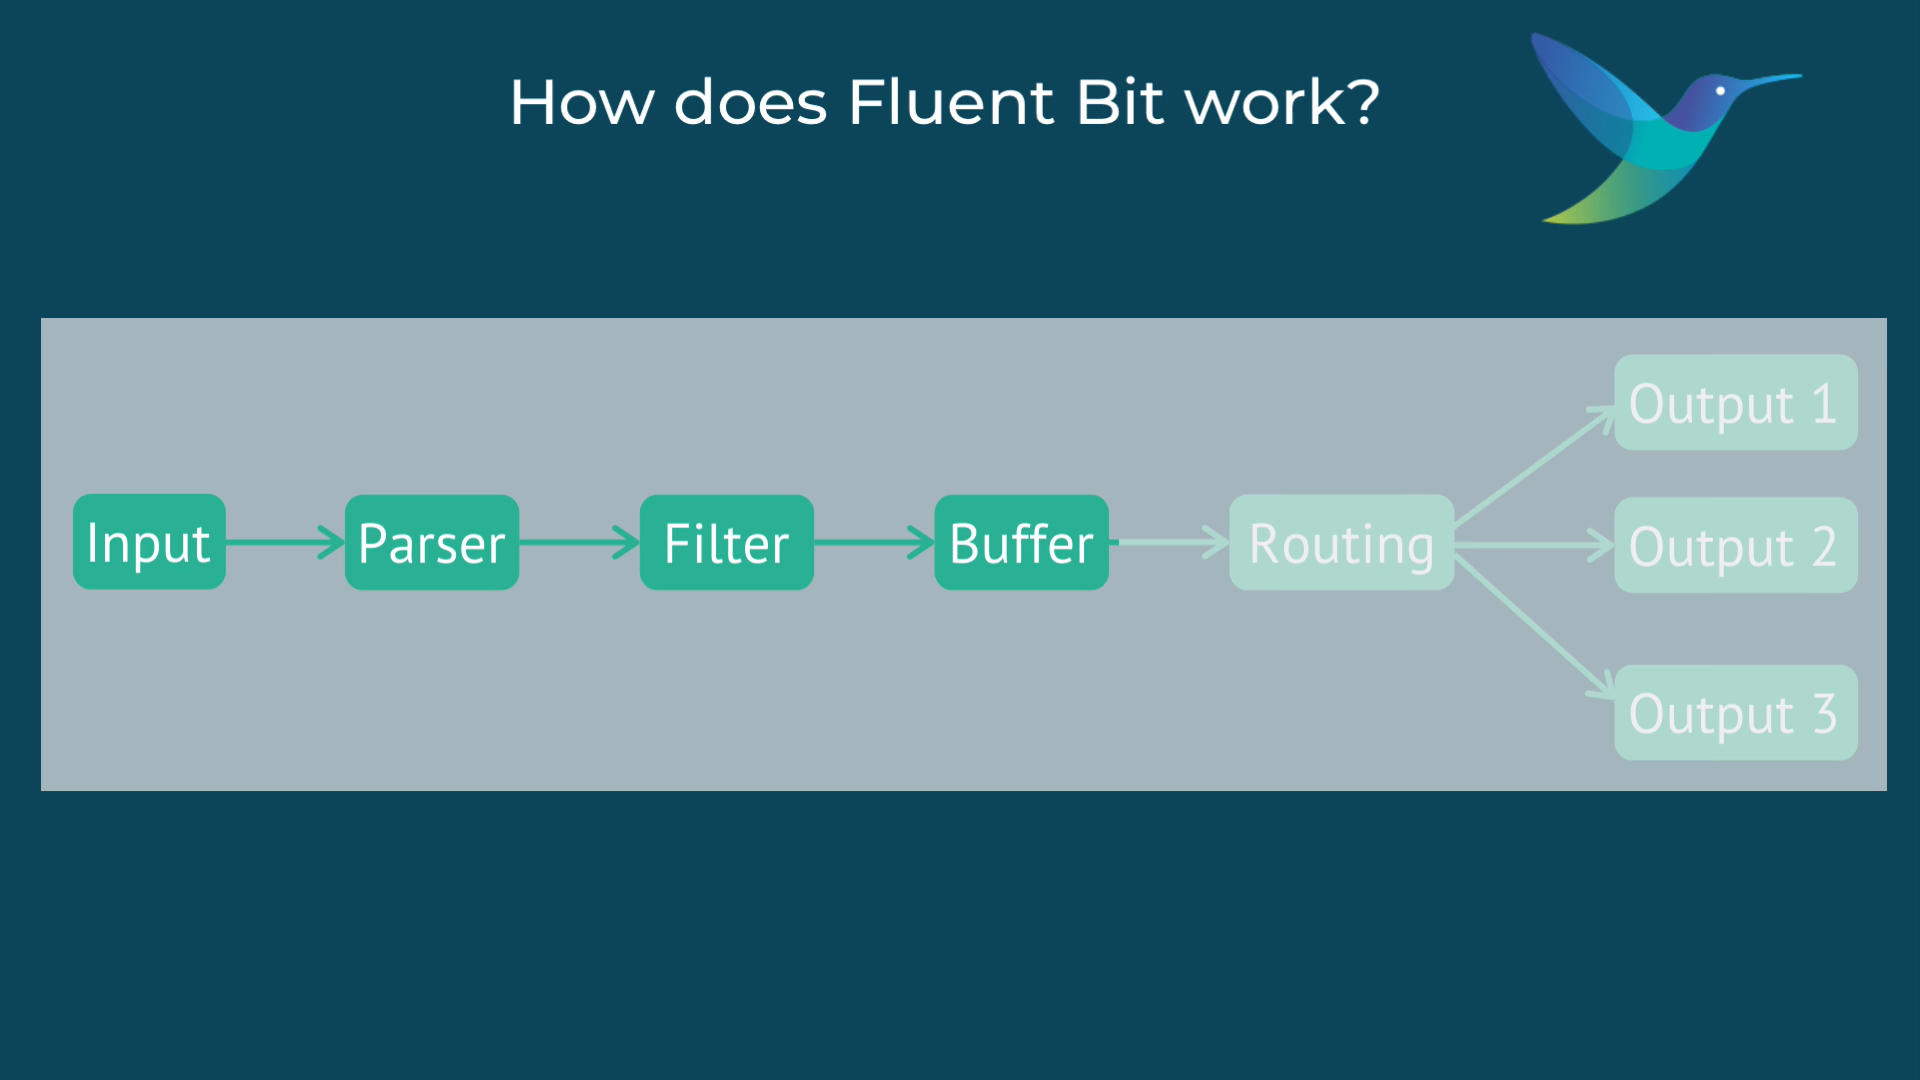 How does Fluent Bit work?
Input
Parser
Filter
Buffer
Routing
Output 1
Output 2
Output 3